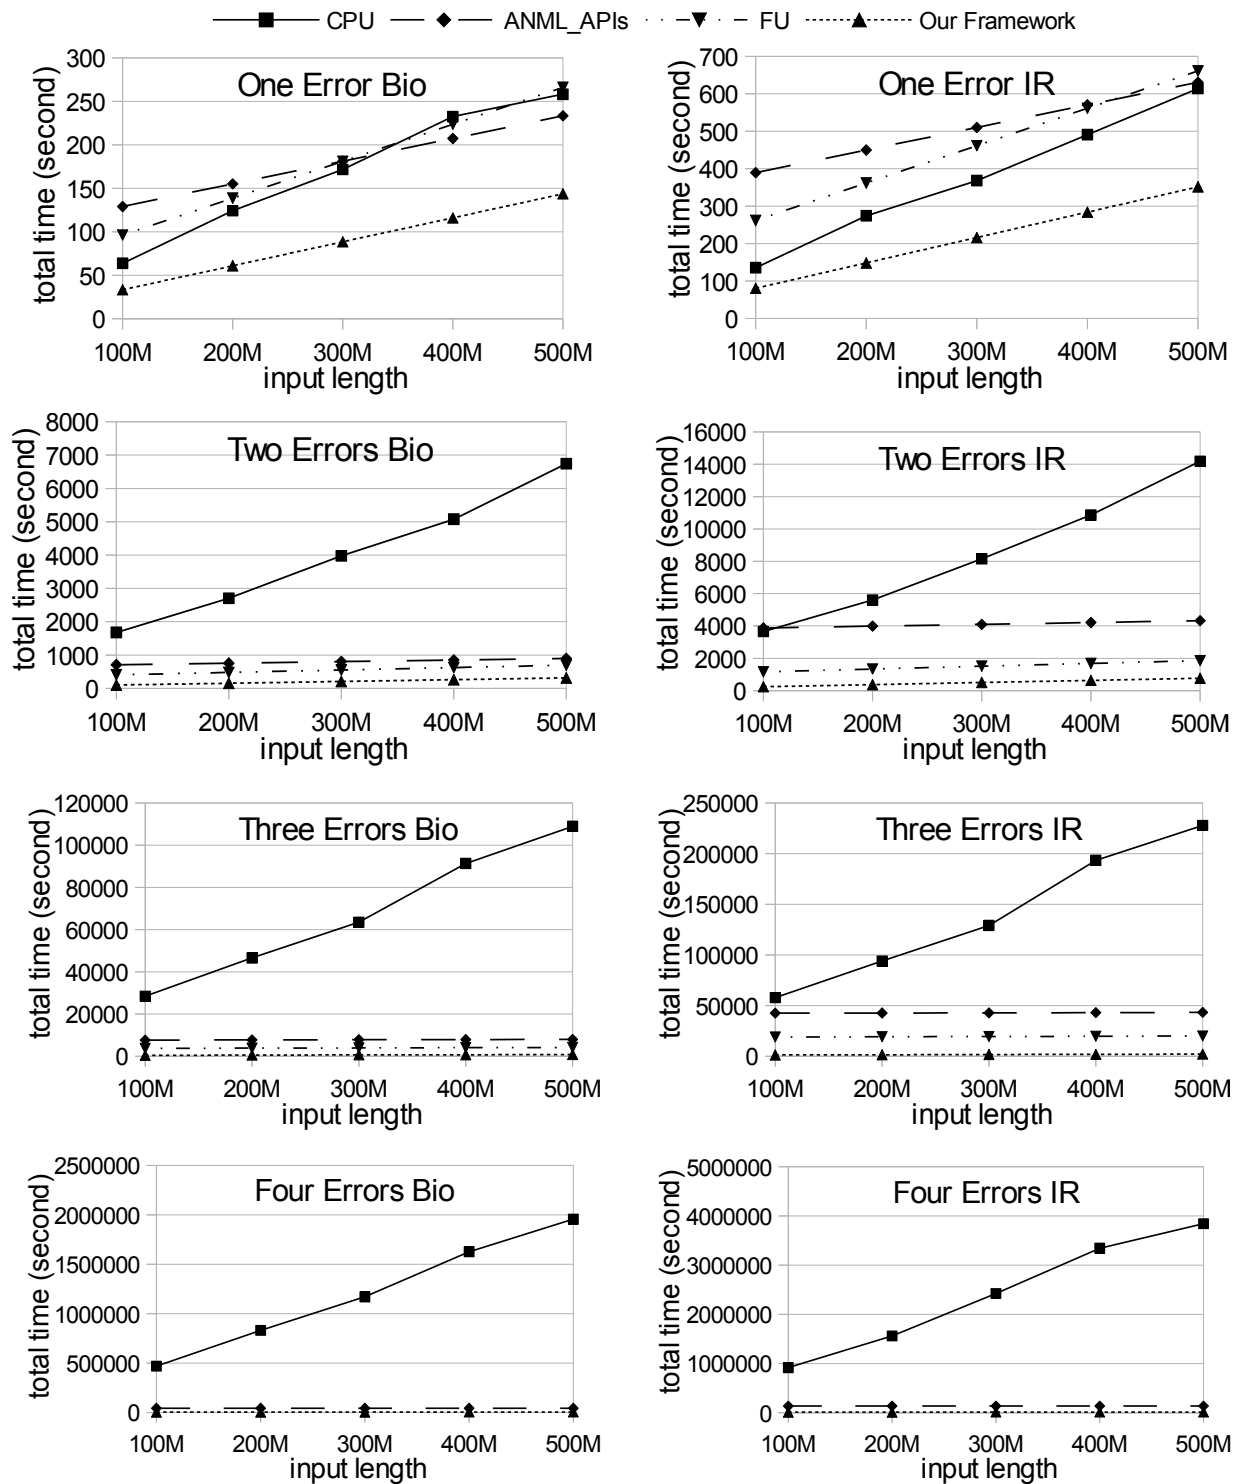 CPU ANML_APIs FU Our Framework
One Error Bio
total time (second)
300
250
200
150
100
50
0
100M 200M 300M 400M 500M
input length
One Error IR
total time (second)
700
600
500
400
300
200
100
0
100M 200M 300M 400M 500M
input length
Two Errors Bio
total time (second)
8000
7000
6000
5000
4000
3000
2000
1000
0
100M 200M 300M 400M 500M
input length
Two Errors IR
total time (second)
16000
14000
12000
10000
8000
6000
4000
2000
0
100M 200M 300M 400M 500M
input length
Three Errors Bio
total time (second)
120000
100000
80000
60000
40000
20000
0
100M 200M 300M 400M 500M
input length
Three Errors IR
total time (second)
250000
200000
150000
100000
50000
0
100M 200M 300M 400M 500M
input length
Four Errors Bio
total time (second)
2500000
2000000
1500000
1000000
500000
0
100M 200M 300M 400M 500M
input length
Four Errors IR
total time (second)
5000000
4000000
3000000
2000000
1000000
0
100M 200M 300M 400M 500M
input length